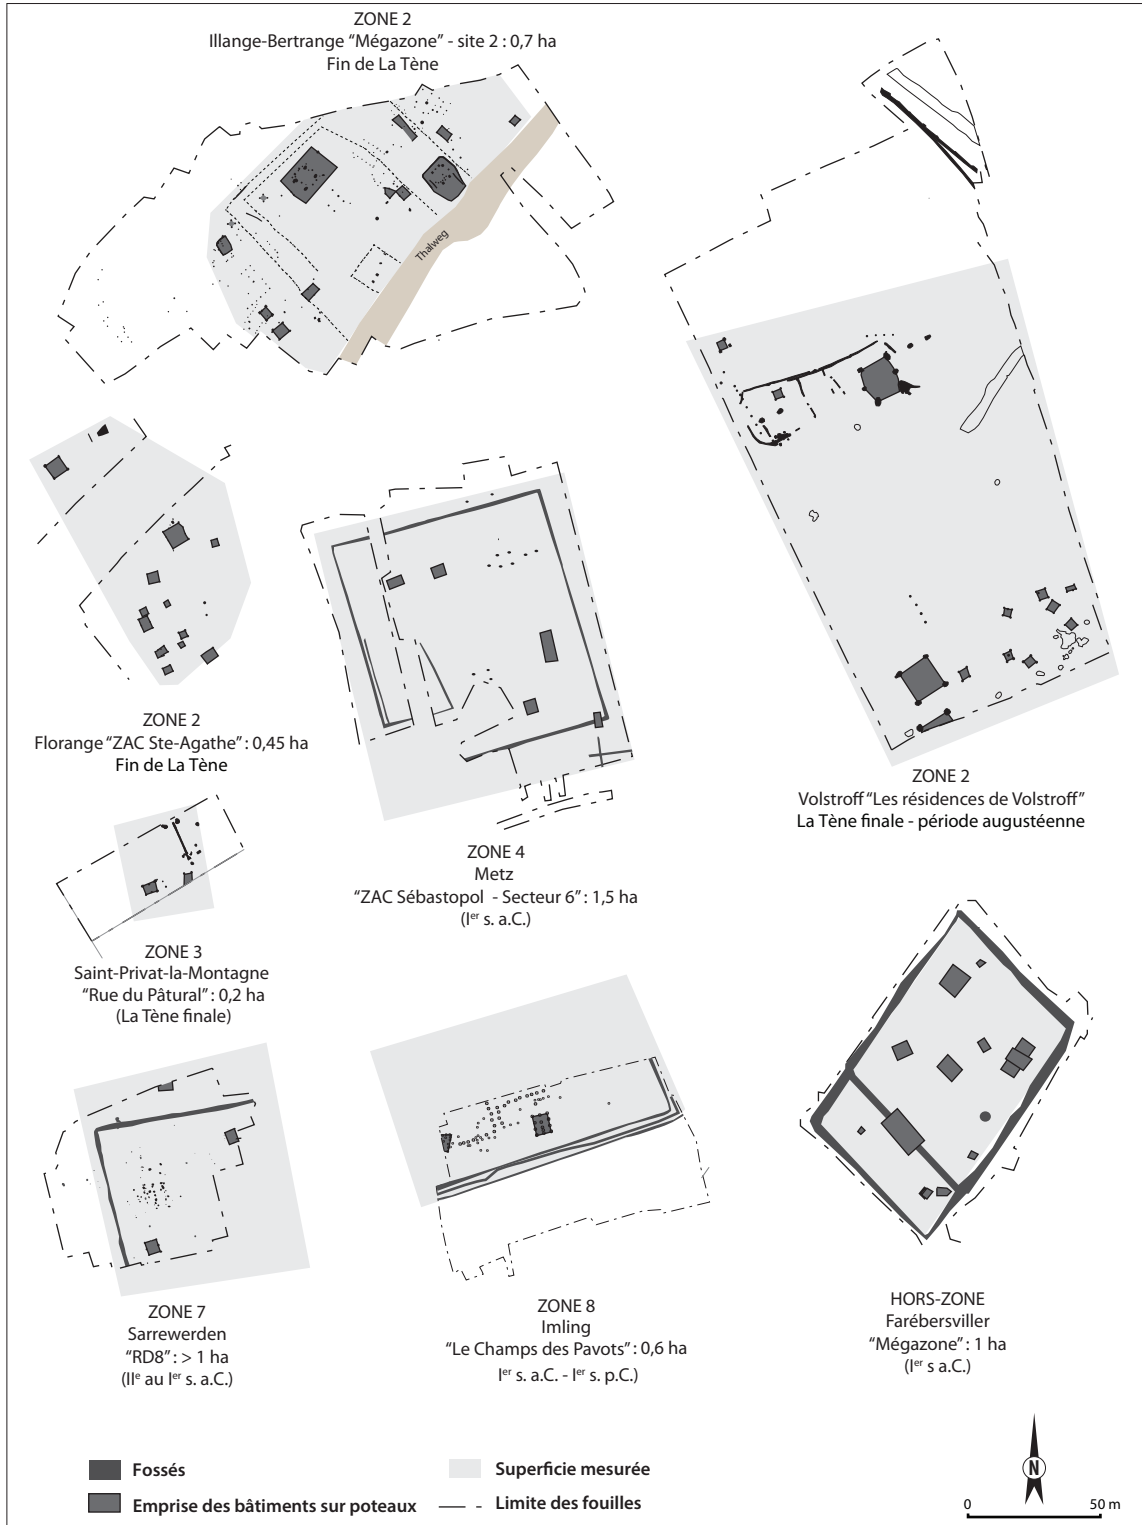 ZONE 2
Illange-Bertrange “Mégazone” - site 2 : 0,7 ha
Fin de La Tène
Thalweg
ZONE 2
Florange “ZAC Ste-Agathe” : 0,45 ha
Fin de La Tène
ZONE 4
Metz
“ZAC Sébastopol - Secteur 6” : 1,5 ha
(Ier s. a.C.)
ZONE 2
Volstroff “Les résidences de Volstroff”
La Tène finale - période augustéenne
ZONE 3
Saint-Privat-la-Montagne
“Rue du Pâtural” : 0,2 ha
(La Tène finale)
ZONE 7
Sarrewerden
“RD8” : > 1 ha
(IIe au Ier s. a.C.)
ZONE 8
Imling
“Le Champs des Pavots” : 0,6 ha
Ier s. a.C. - Ier s. p.C.)
HORS-ZONE
Farébersviller
“Mégazone” : 1 ha
(Ier s a.C.)
Fossés
Emprise des bâtiments sur poteaux
Superficie mesurée
Limite des fouilles
N
0 50 m